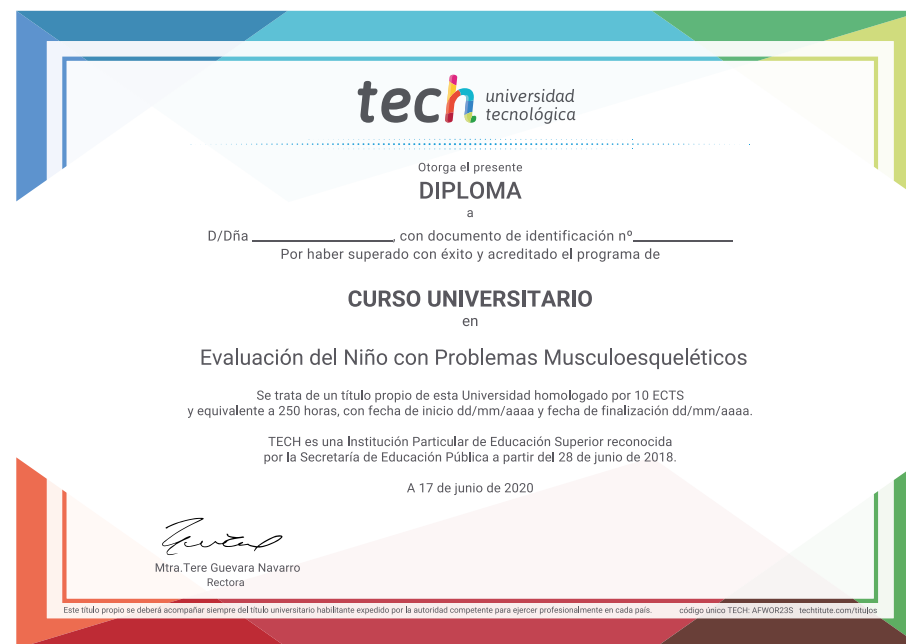 tech universidad
tecnológica
Otorga el presente
DIPLOMA
a
D/Dña ____________, con documento de identificación nº____________
Por haber superado con éxito y acreditado el programa de
CURSO UNIVERSITARIO
en
Evaluación del Niño con Problemas Musculoesqueléticos
Se trata de un título propio de esta Universidad homologado por 10 ECTS
y equivalente a 250 horas, con fecha de inicio dd/mm/aaaa y fecha de finalización dd/mm/aaaa.
TECH es una Institución Particular de Educación Superior reconocida
por la Secretaría de Educación Pública a partir del 28 de junio de 2018.
A 17 de junio de 2020
Mtra.Tere Guevara Navarro
Rectora
Este título propio se deberá acompañar siempre del título universitario habilitante expedido por la autoridad competente para ejercer profesionalmente en cada país. código único TECH: AFWOR23S techtitute.com/titulos